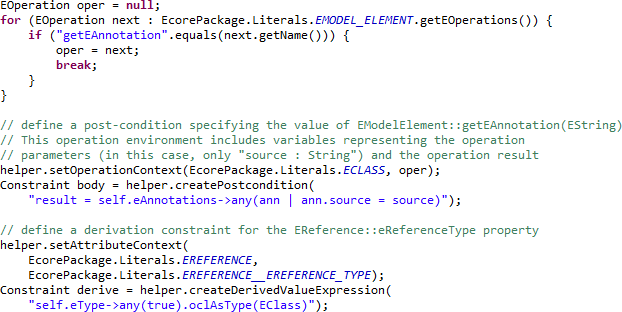 EOperation oper = null;
for (EOperation next : EcorePackage.Literals.EMODEL_ELEMENT.getEOperations()) {
    if ("getEAnnotation".equals(next.getName())) {
        oper = next;
        break;
    }
}

// define a post-condition specifying the value of EModelElement::getEAnnotation(EString)
// This operation environment includes variables representing the operation
// parameters (in this case, only "source : String") and the operation result
helper.setOperationContext(EcorePackage.Literals.ECLASS, oper);
Constraint body = helper.createPostcondition(
    "result = self.eAnnotations->any(ann | ann.source = source)");

// define a derivation constraint for the EReference::eReferenceType property
helper.setAttributeContext(
    EcorePackage.Literals.EREFERENCE,
    EcorePackage.Literals.EREFERENCE__EREFERENCE_TYPE);
Constraint derive = helper.createDerivedValueExpression(
    "self.eType->any(true).oclAsType(EClass)");